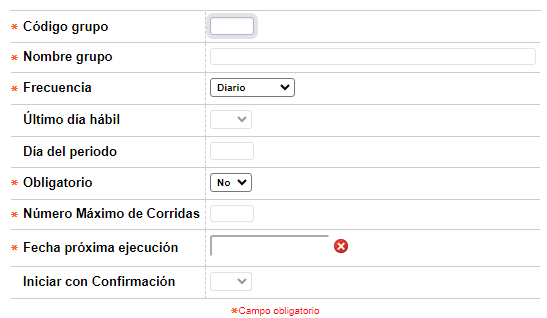 * Código grupo
* Nombre grupo
* Frecuencia Diario
Último día hábil
Día del periodo
* Obligatorio No
* Número Máximo de Corridas
* Fecha próxima ejecución
Iniciar con Confirmación
*Campo obligatorio